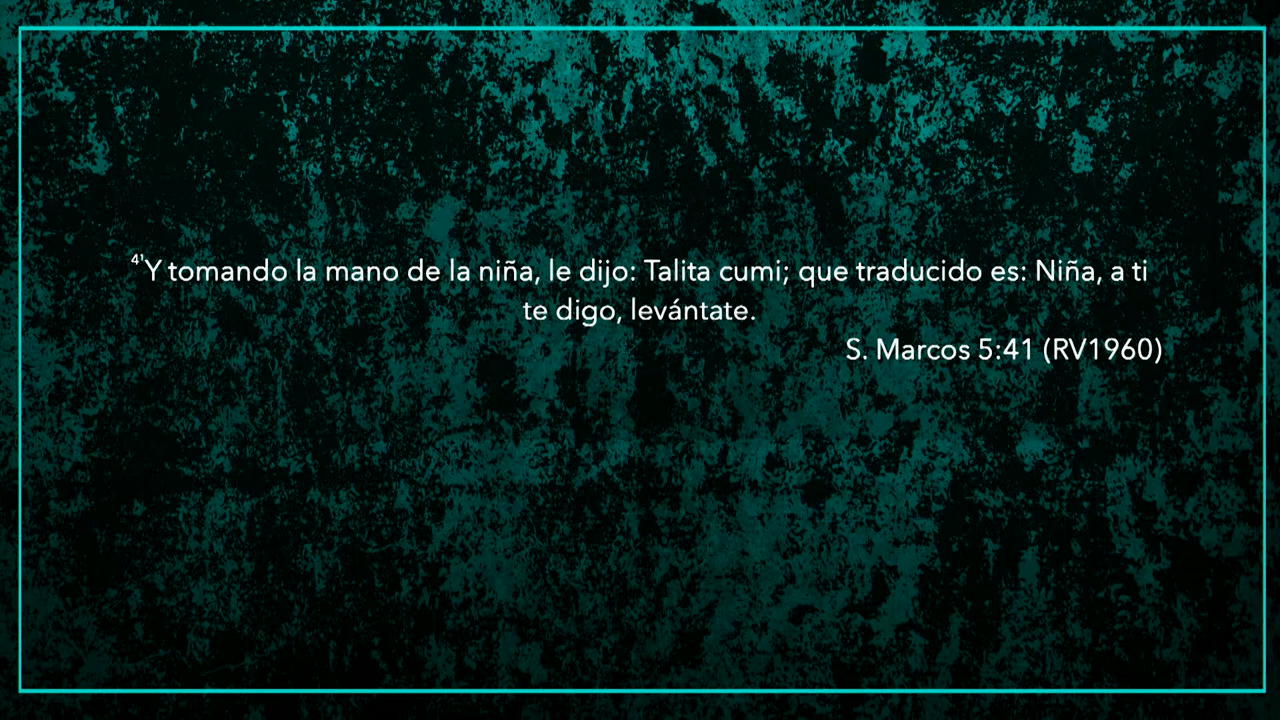 ⁴¹Y tomando la mano de la niña, le dijo: Talita cumi; que traducido es: Niña, a ti
te digo, levántate.
S. Marcos 5:41 (RV1960)